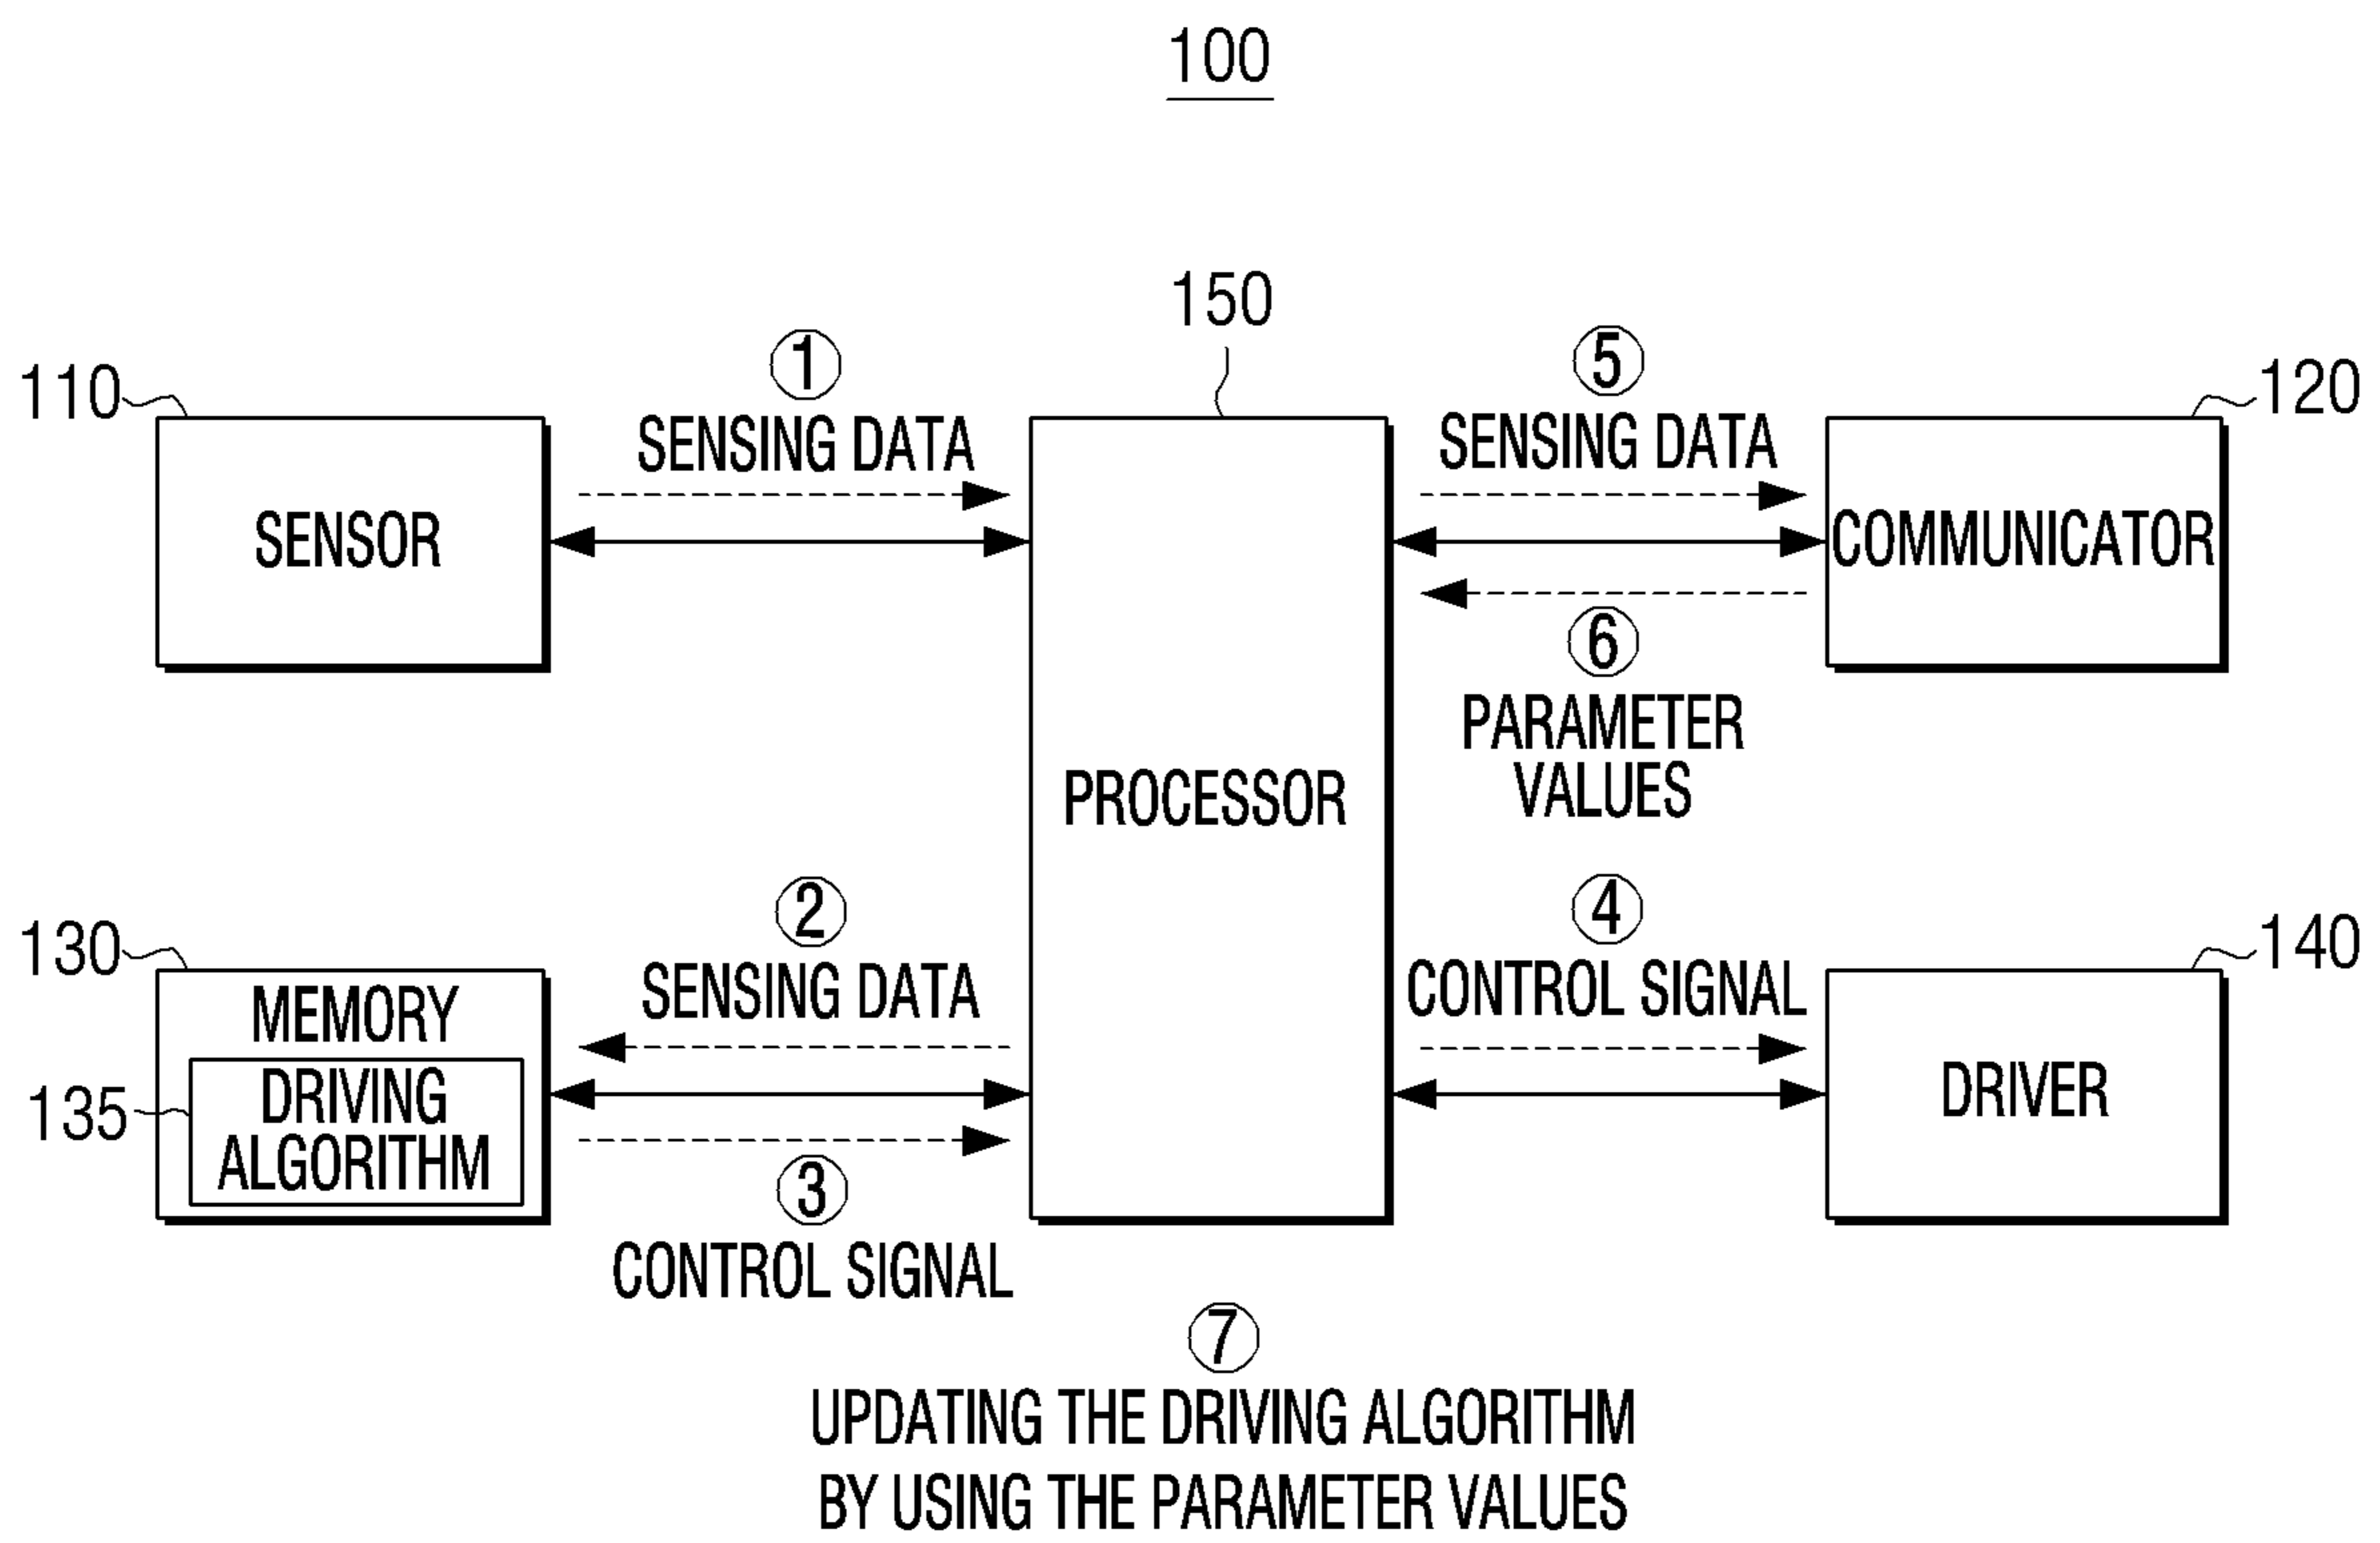 100
150
110
①
SENSING DATA
SENSOR
⑤
SENSING DATA
120
COMMUNICATOR
⑥
PARAMETER
VALUES
PROCESSOR
130
MEMORY
135
DRIVING
ALGORITHM
②
SENSING DATA
③
CONTROL SIGNAL
④
CONTROL SIGNAL
140
DRIVER
⑦
UPDATING THE DRIVING ALGORITHM
BY USING THE PARAMETER VALUES